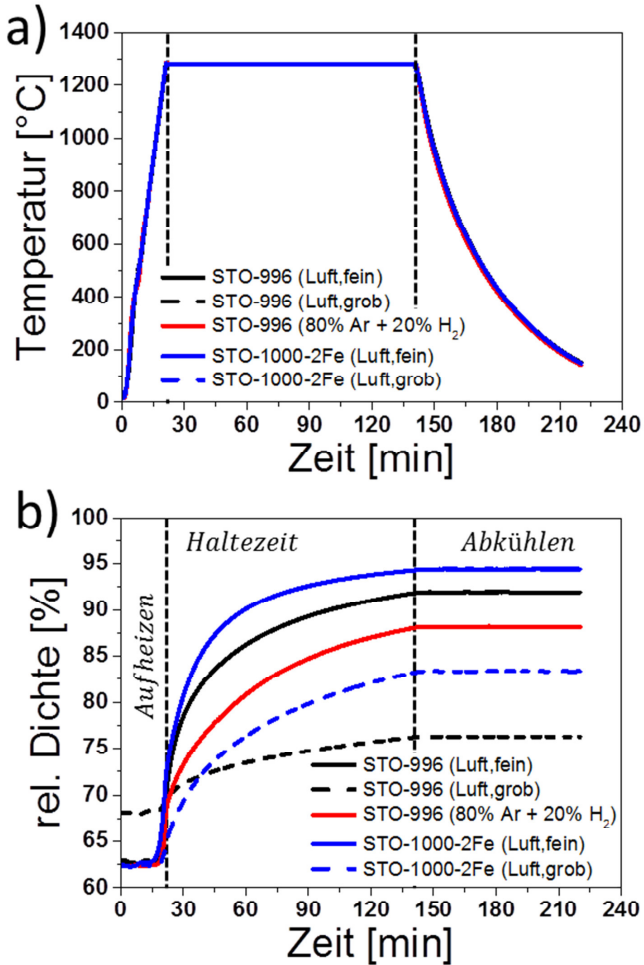 a)
1400
1200
1000
800
600
400
200
0
Temperatur [°C]
STO-996 (Luft,fein)
STO-996 (Luft,grob)
STO-996 (80% Ar + 20% H₂)
STO-1000-2Fe (Luft,fein)
STO-1000-2Fe (Luft,grob)
0 30 60 90 120 150 180 210 240
Zeit [min]
b)
100
95
90
85
80
75
70
65
60
rel. Dichte [%]
Aufheizen
Haltezeit
Abkühlen
STO-996 (Luft,fein)
STO-996 (Luft,grob)
STO-996 (80% Ar + 20% H₂)
STO-1000-2Fe (Luft,fein)
STO-1000-2Fe (Luft,grob)
0 30 60 90 120 150 180 210 240
Zeit [min]